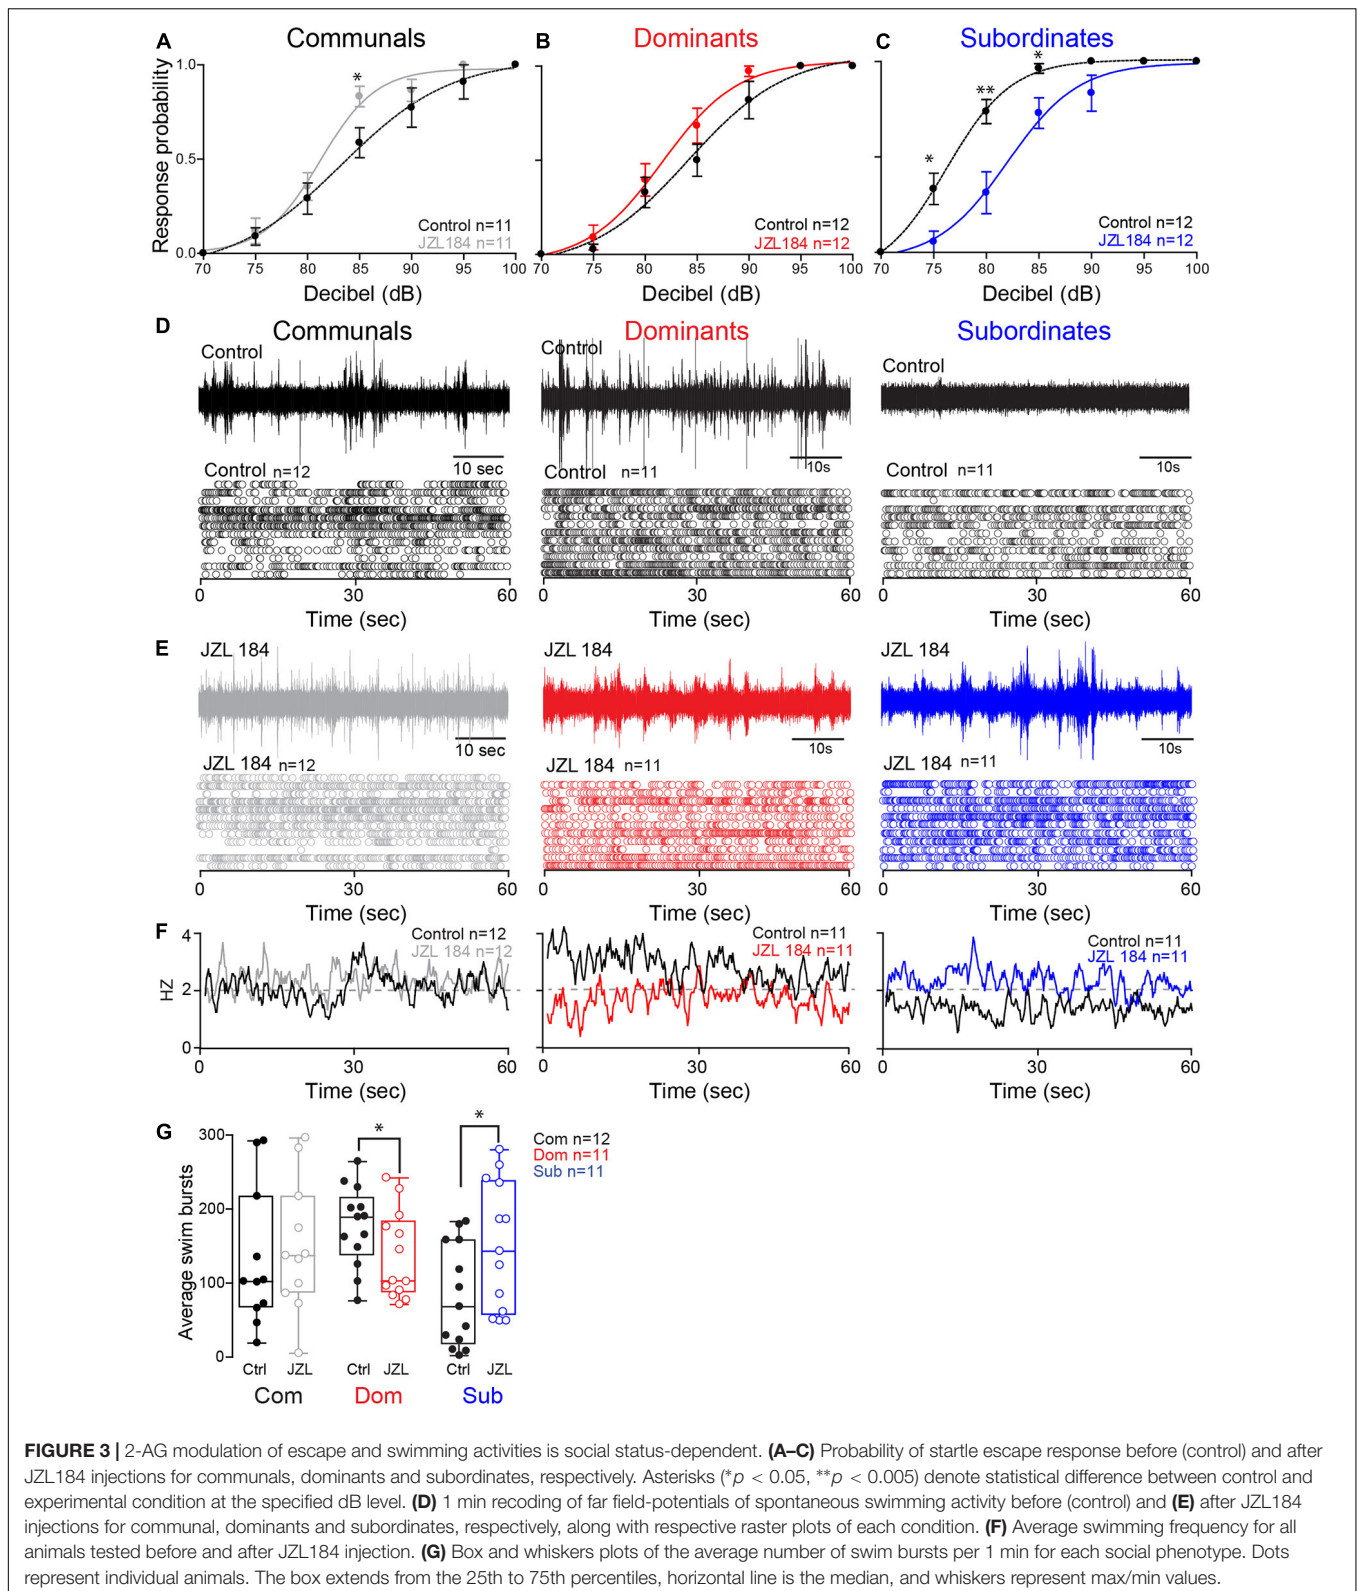 A Communals
B Dominants
C Subordinates
Response probability
1.0
0.5
0.0
*
Control n=11
JZL184 n=11
70 75 80 85 90 95 100
Decibel (dB)
Control n=12
JZL184 n=12
70 75 80 85 90 95 100
Decibel (dB)
*
**
*
Control n=12
JZL184 n=12
70 75 80 85 90 95 100
Decibel (dB)
D Communals
Dominants
Subordinates
Control
10 sec
Control n=12
0 30 60
Time (sec)
Control
10s
Control n=11
0 30 60
Time (sec)
Control
10s
Control n=11
0 30 60
Time (sec)
E JZL 184
10 sec
JZL 184 n=12
0 30 60
Time (sec)
JZL 184
10s
JZL 184 n=11
0 30 60
Time (sec)
JZL 184
10s
JZL 184 n=11
0 30 60
Time (sec)
F
HZ
4
2
0
Control n=12
JZL 184 n=12
0 30 60
Time (sec)
Control n=11
JZL 184 n=11
0 30 60
Time (sec)
Control n=11
JZL 184 n=11
0 30 60
Time (sec)
G
Average swim bursts
300
200
100
0
*
*
Com n=12
Dom n=11
Sub n=11
Ctrl JZL Ctrl JZL Ctrl JZL
Com Dom Sub
FIGURE 3 | 2-AG modulation of escape and swimming activities is social status-dependent. (A–C) Probability of startle escape response before (control) and after
JZL184 injections for communals, dominants and subordinates, respectively. Asterisks (*p < 0.05, **p < 0.005) denote statistical difference between control and
experimental condition at the specified dB level. (D) 1 min recoding of far field-potentials of spontaneous swimming activity before (control) and (E) after JZL184
injections for communal, dominants and subordinates, respectively, along with respective raster plots of each condition. (F) Average swimming frequency for all
animals tested before and after JZL184 injection. (G) Box and whiskers plots of the average number of swim bursts per 1 min for each social phenotype. Dots
represent individual animals. The box extends from the 25th to 75th percentiles, horizontal line is the median, and whiskers represent max/min values.